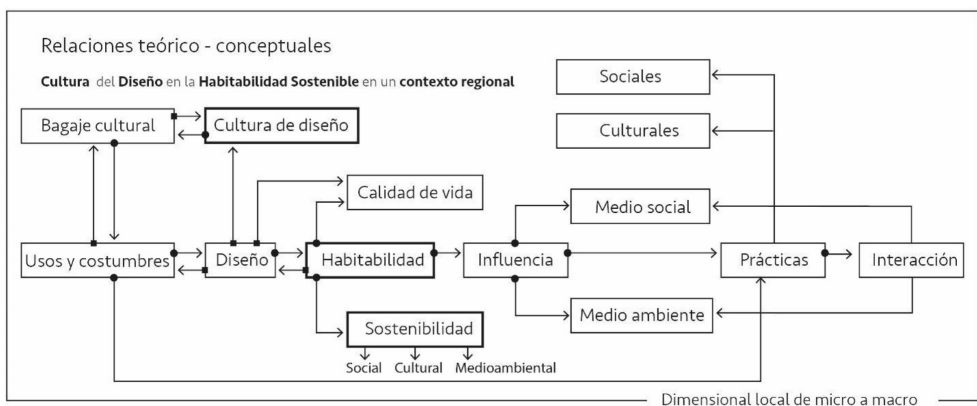 Relaciones teórico - conceptuales
Cultura del Diseño en la Habitabilidad Sostenible en un contexto regional
Sociales
Bagaje cultural
Cultura de diseño
Culturales
Calidad de vida
Medio social
Usos y costumbres
Diseño
Habitabilidad
Influencia
Prácticas
Interacción
Medio ambiente
Sostenibilidad
Social
Cultural
Medioambiental
Dimensional local de micro a macro